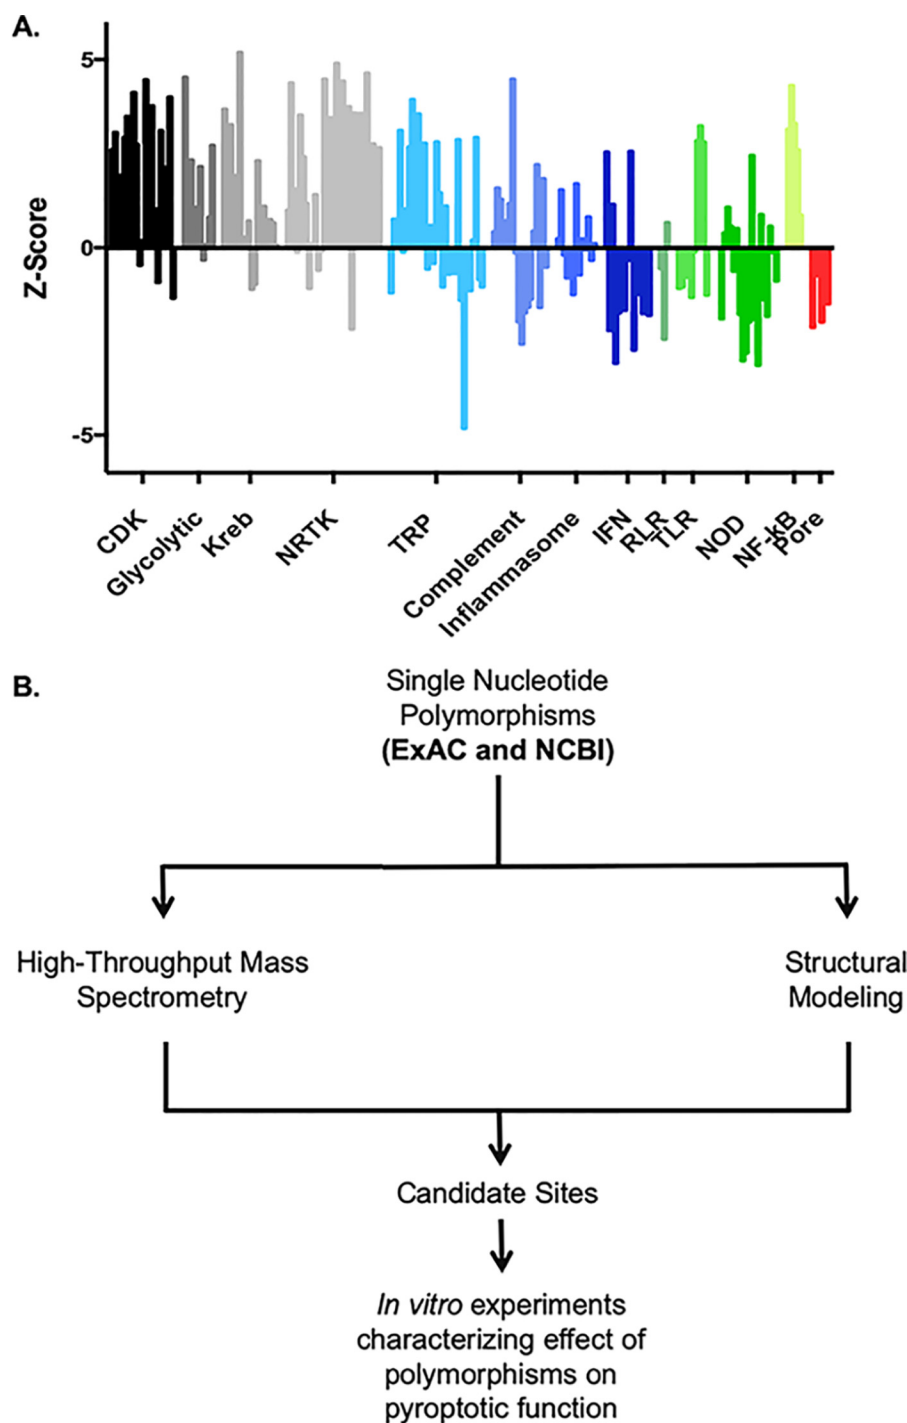 A.
Z-Score
5
0
-5
CDK
Glycolytic
Kreb
NRTK
TRP
Complement
Inflammasome
IFN
RLR
TLR
NOD
NF-kB
Pore
B.
Single Nucleotide
Polymorphisms
(ExAC and NCBI)
High-Throughput Mass
Spectrometry
Structural
Modeling
Candidate Sites
In vitro experiments
characterizing effect of
polymorphisms on
pyroptotic function